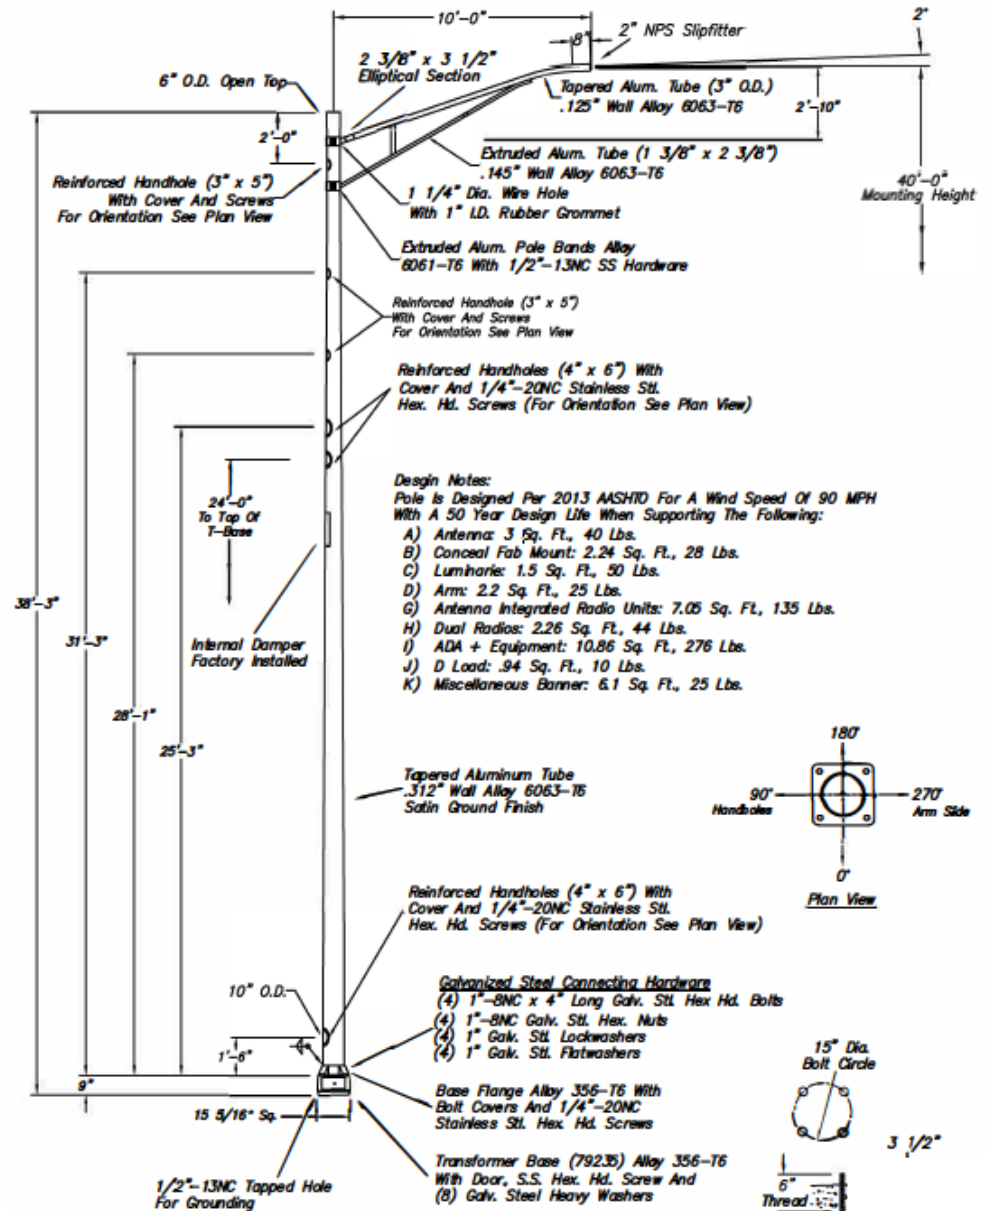 10'-0"
2°
8"
2" NPS Slipfitter
2 3/8" x 3 1/2"
Elliptical Section
6" O.D. Open Top
Tapered Alum. Tube (3" O.D.)
.125" Wall Alloy 6063-T6
2'-10"
2'-0"
Extruded Alum. Tube (1 3/8" x 2 3/8")
.145" Wall Alloy 6063-T6
40'-0"
Mounting Height
Reinforced Handhole (3" x 5")
With Cover And Screws
For Orientation See Plan View
1 1/4" Dia. Wire Hole
With 1" I.D. Rubber Grommet
Extruded Alum. Pole Bands Alloy
6061-T6 With 1/2"-13NC SS Hardware
Reinforced Handhole (3" x 5")
With Cover And Screws
For Orientation See Plan View
Reinforced Handholes (4" x 6") With
Cover And 1/4"-20NC Stainless Stl.
Hex. Hd. Screws (For Orientation See Plan View)
24'-0"
To Top Of
T-Base
Desgin Notes:
Pole Is Designed Per 2013 AASHTO For A Wind Speed Of 90 MPH
With A 50 Year Design Life When Supporting The Following:
A) Antenna: 3 Sq. Ft., 40 Lbs.
B) Conceal Fab Mount: 2.24 Sq. Ft., 28 Lbs.
C) Luminarie: 1.5 Sq. Ft., 50 Lbs.
D) Arm: 2.2 Sq. Ft., 25 Lbs.
G) Antenna Integrated Radio Units: 7.05 Sq. Ft., 135 Lbs.
H) Dual Radios: 2.26 Sq. Ft., 44 Lbs.
I) ADA + Equipment: 10.86 Sq. Ft., 276 Lbs.
J) D Load: .94 Sq. Ft., 10 Lbs.
K) Miscellaneous Banner: 6.1 Sq. Ft., 25 Lbs.
38'-3"
31'-3"
Internal Damper
Factory Installed
28'-1"
25'-3"
Tapered Aluminum Tube
.312" Wall Alloy 6063-T6
Satin Ground Finish
180°
90°
Handholes
270°
Arm Side
0°
Plan View
Reinforced Handholes (4" x 6") With
Cover And 1/4"-20NC Stainless Stl.
Hex. Hd. Screws (For Orientation See Plan View)
10" O.D.
1'-6"
9"
15 5/16" Sq.
Galvanized Steel Connecting Hardware
(4) 1"-8NC x 4" Long Galv. Stl. Hex Hd. Bolts
(4) 1"-8NC Galv. Stl. Hex. Nuts
(4) 1" Galv. Stl. Lockwashers
(4) 1" Galv. Stl. Flatwashers
Base Flange Alloy 356-T6 With
Bolt Covers And 1/4"-20NC
Stainless Stl. Hex. Hd. Screws
15" Dia.
Bolt Circle
3 1/2"
Transformer Base (79235) Alloy 356-T6
With Door, S.S. Hex. Hd. Screw And
(8) Galv. Steel Heavy Washers
1/2"-13NC Tapped Hole
For Grounding
6"
Thread